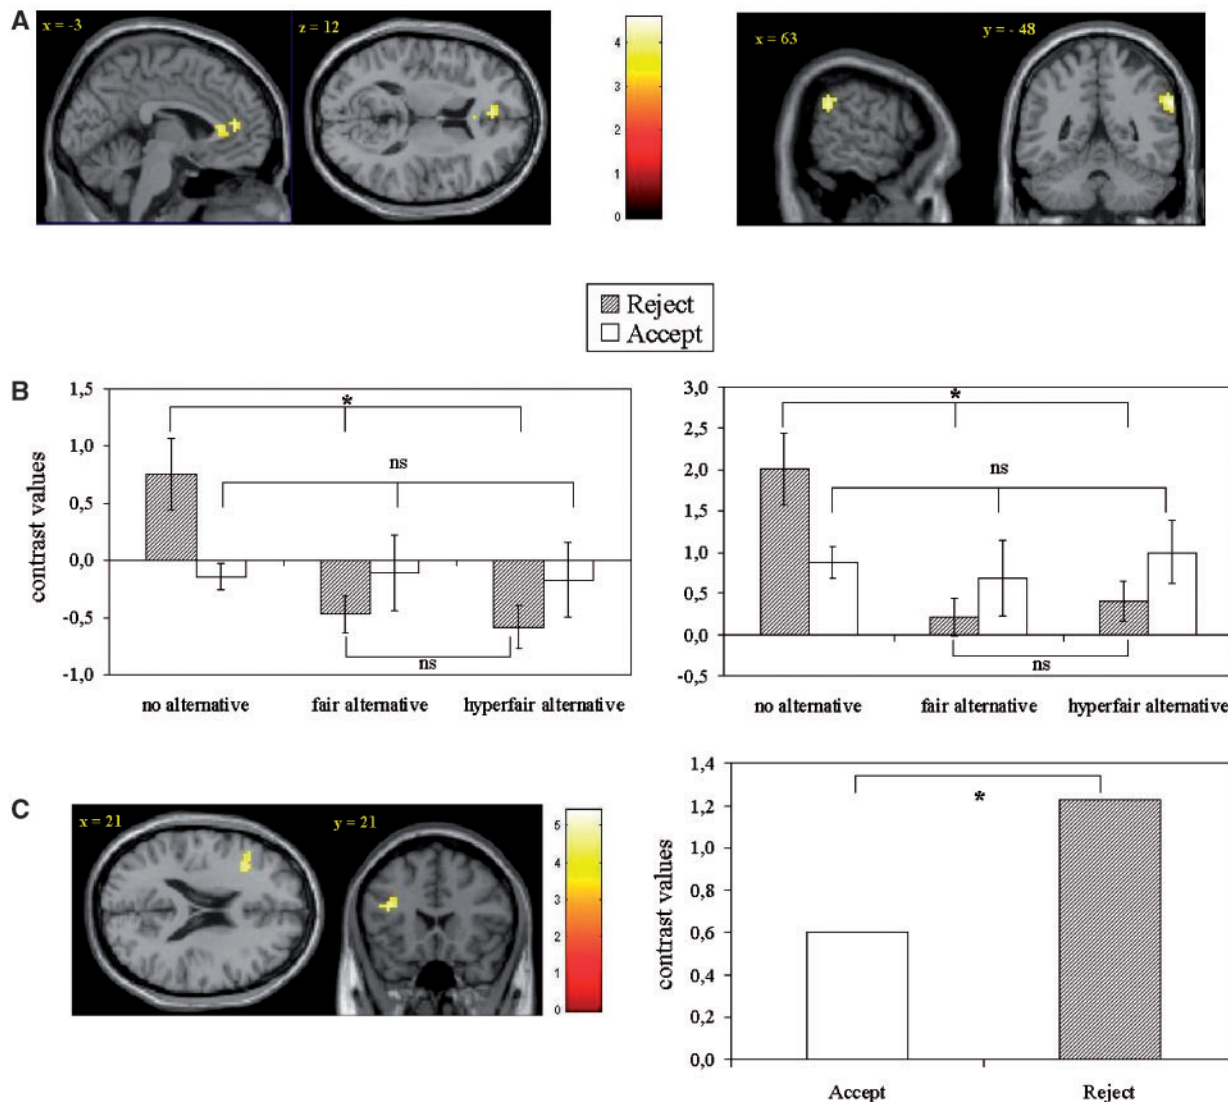 A
x = -3
z = 12
4
3
2
1
0
x = 63
y = - 48
Reject
Accept
B
contrast values
1,5
1,0
0,5
0,0
-0,5
-1,0
*
ns
ns
no alternative fair alternative hyperfair alternative
3,0
2,5
2,0
1,5
1,0
0,5
0,0
-0,5
*
ns
ns
no alternative fair alternative hyperfair alternative
C
x = 21
y = 21
5
4
3
2
1
0
contrast values
1,4
1,2
1,0
0,8
0,6
0,4
0,2
0,0
*
Accept Reject